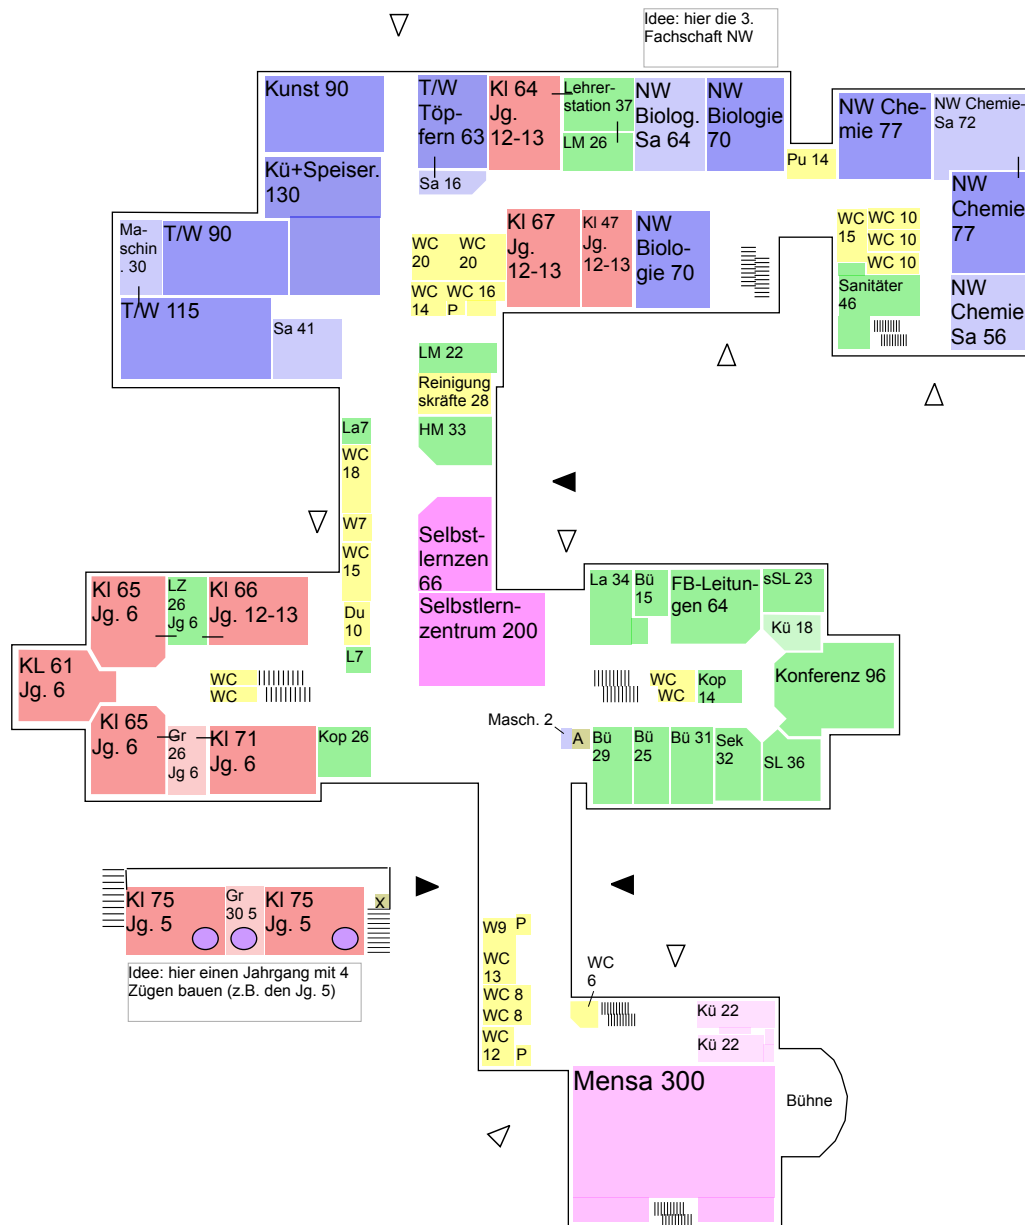 Idee: hier die 3.
Fachschaft NW
Kunst 90
T/W
Töp-
fern 63
Kl 64
Jg.
12-13
Lehrer-
station 37
LM 26
NW
Biolog.
Sa 64
NW
Biologie
70
Pu 14
NW Che-
mie 77
NW Chemie-
Sa 72
Kü+Speiser.
130
Sa 16
NW
Chemie
77
Ma-
schin
. 30
T/W 90
WC
20
WC
20
Kl 67
Jg.
12-13
Kl 47
Jg.
12-13
NW
Biolo-
gie 70
WC
15
WC 10
WC 10
WC 10
Sanitäter
46
NW
Chemie
Sa 56
T/W 115
Sa 41
WC
14
WC 16
P
LM 22
Reinigung
skräfte 28
HM 33
La7
WC
18
W7
WC
15
Du
10
L7
Selbst-
lernzen
66
Selbstlern-
zentrum 200
Kl 65
Jg. 6
LZ
26
Jg 6
Kl 66
Jg. 12-13
KL 61
Jg. 6
WC
WC
Kl 65
Jg. 6
Gr
26
Jg 6
Kl 71
Jg. 6
Kop 26
La 34
Bü
15
FB-Leitun-
gen 64
sSL 23
Kü 18
WC
WC
Kop
14
Konferenz 96
Masch. 2
A
Bü
29
Bü
25
Bü 31
Sek
32
SL 36
Kl 75
Jg. 5
Gr
30 5
Kl 75
Jg. 5
x
Idee: hier einen Jahrgang mit 4
Zügen bauen (z.B. den Jg. 5)
W9
P
WC
13
WC 8
WC 8
WC
12
P
WC
6
Kü 22
Kü 22
Mensa 300
Bühne